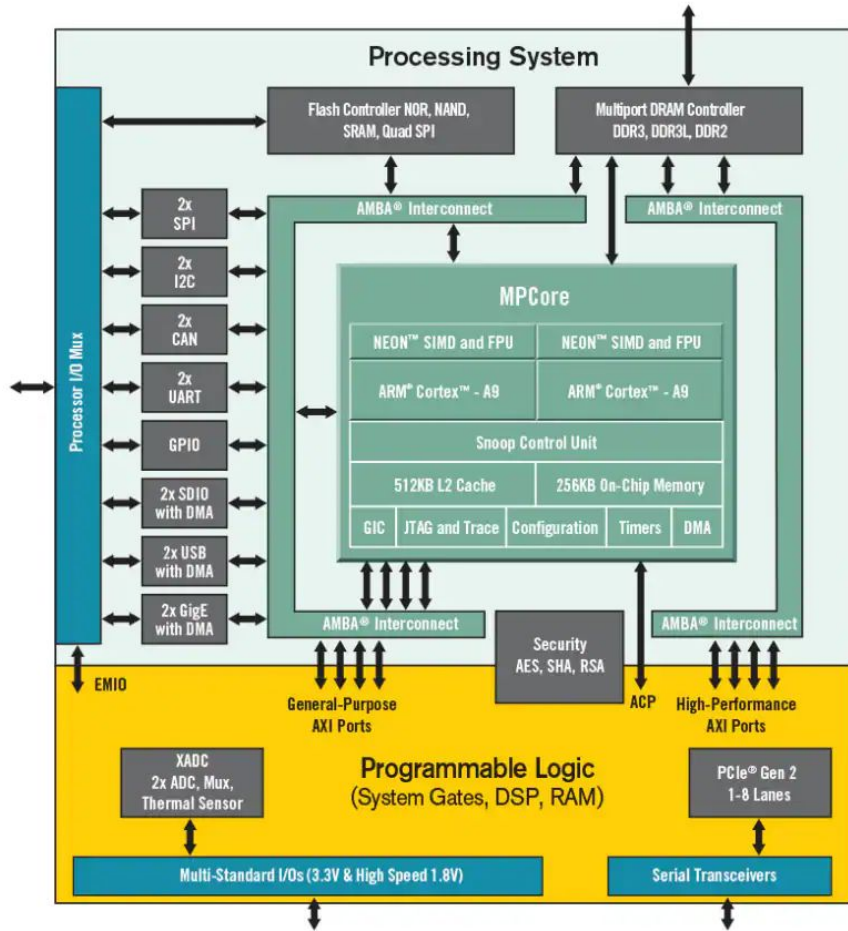 Processing System
Flash Controller NOR, NAND,
SRAM, Quad SPI
Multiport DRAM Controller
DDR3, DDR3L, DDR2
AMBA® Interconnect
AMBA® Interconnect
Processor I/O Mux
2x
SPI
2x
I2C
2x
CAN
2x
UART
GPIO
2x SDIO
with DMA
2x USB
with DMA
2x GigE
with DMA
MPCore
NEON™ SIMD and FPU
NEON™ SIMD and FPU
ARM® Cortex™ - A9
ARM® Cortex™ - A9
Snoop Control Unit
512KB L2 Cache
256KB On-Chip Memory
GIC
JTAG and Trace
Configuration
Timers
DMA
AMBA® Interconnect
AMBA® Interconnect
Security
AES, SHA, RSA
EMIO
General-Purpose
AXI Ports
ACP
High-Performance
AXI Ports
XADC
2x ADC, Mux,
Thermal Sensor
Programmable Logic
(System Gates, DSP, RAM)
PCIe® Gen 2
1-8 Lanes
Multi-Standard I/Os (3.3V & High Speed 1.8V)
Serial Transceivers